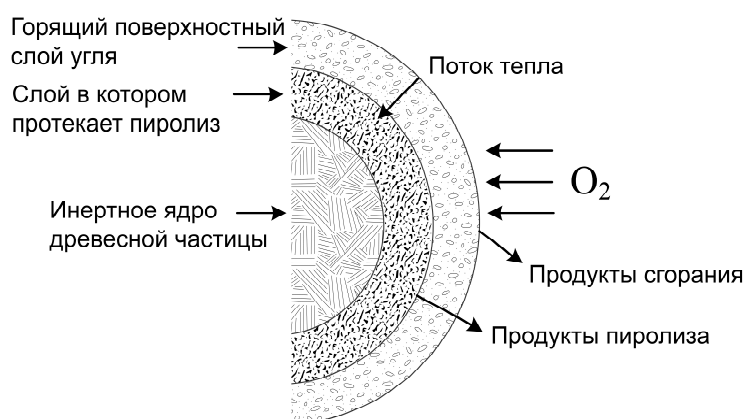 Горящий поверхностный
слой угля
Поток тепла
Слой в котором
протекает пиролиз
O2
Инертное ядро
древесной частицы
Продукты сгорания
Продукты пиролиза